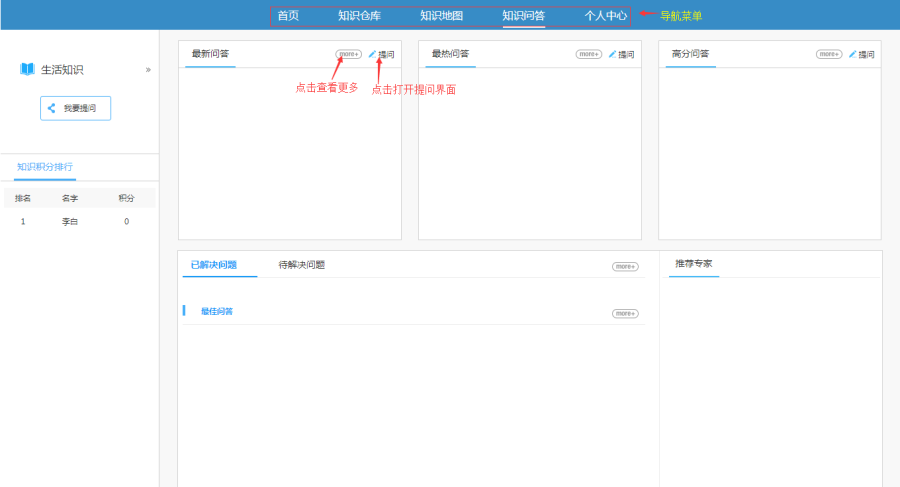 首页 知识仓库 知识地图 知识问答 个人中心 导航菜单
生活知识 »
我要提问
知识积分排行
排名 名字 积分
1 李白 0
最新问答 more+ 提问
点击查看更多 点击打开提问界面
最热问答 more+ 提问
高分问答 more+ 提问
已解决问题 待解决问题 more+
最佳问答 more+
推荐专家